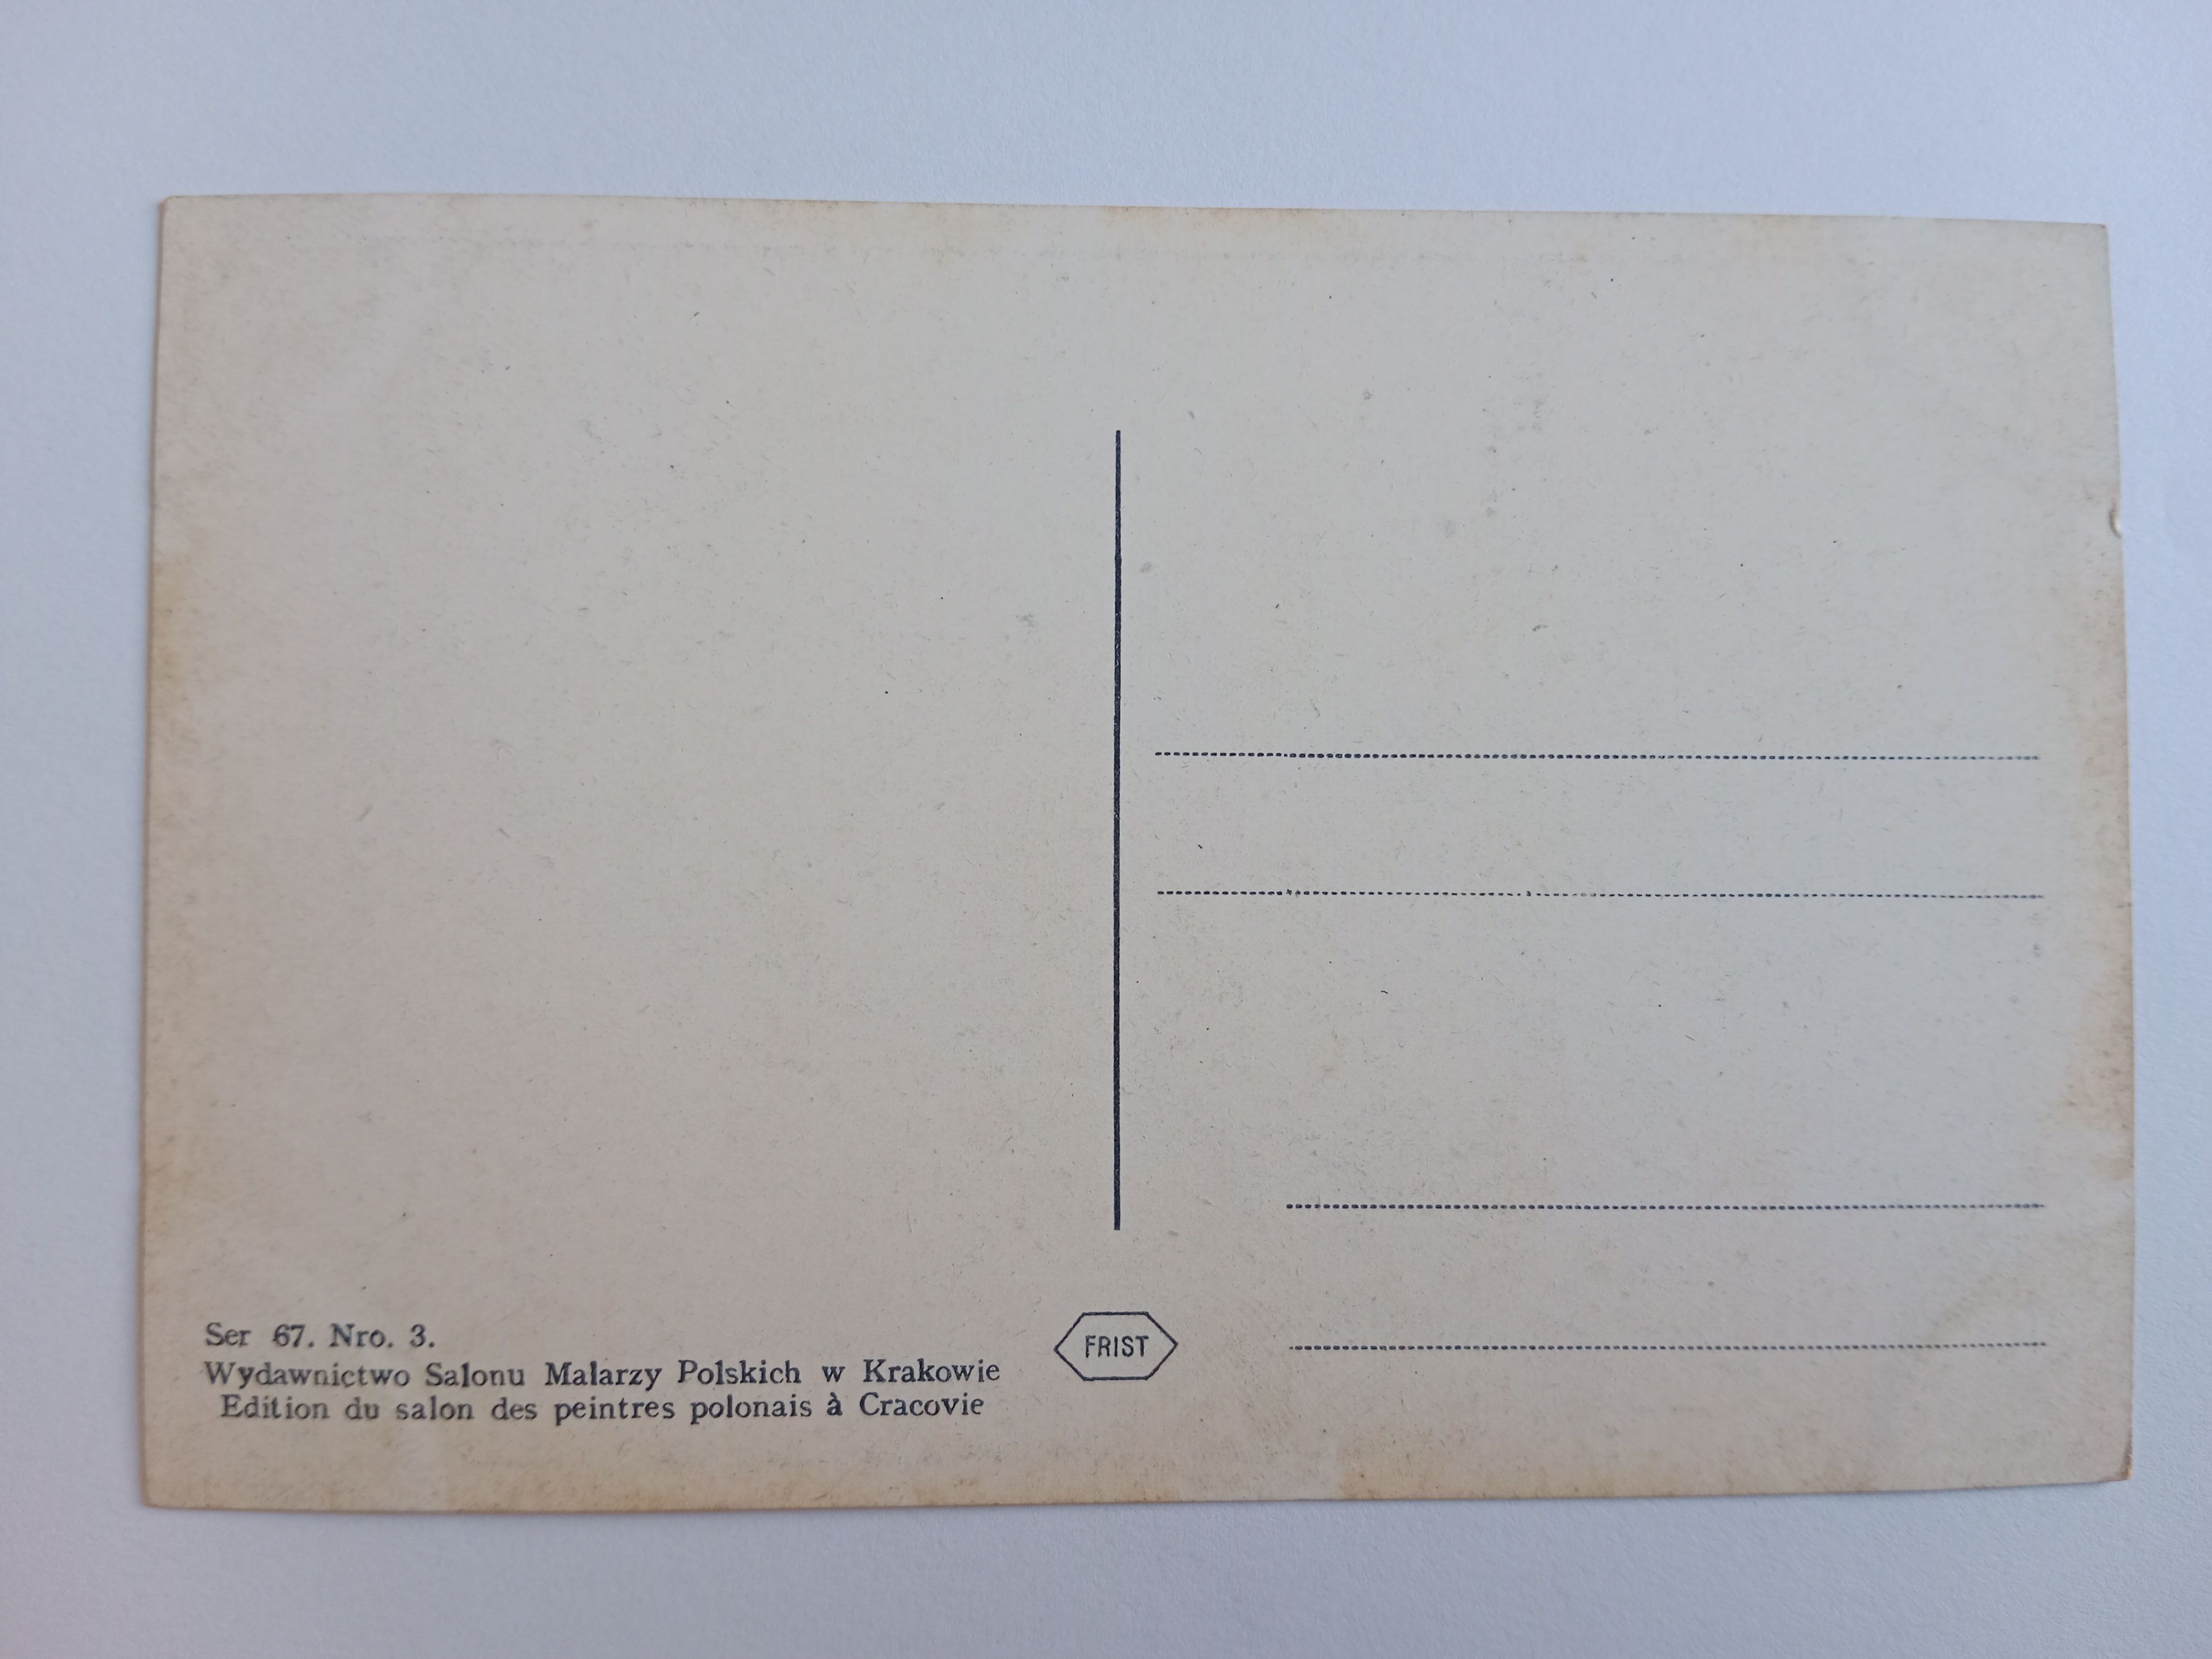 Ser 67. Nro. 3.
Wydawnictwo Salonu Malarzy Polskich w Krakowie
Edition du salon des peintres polonais à Cracovie
FRIST